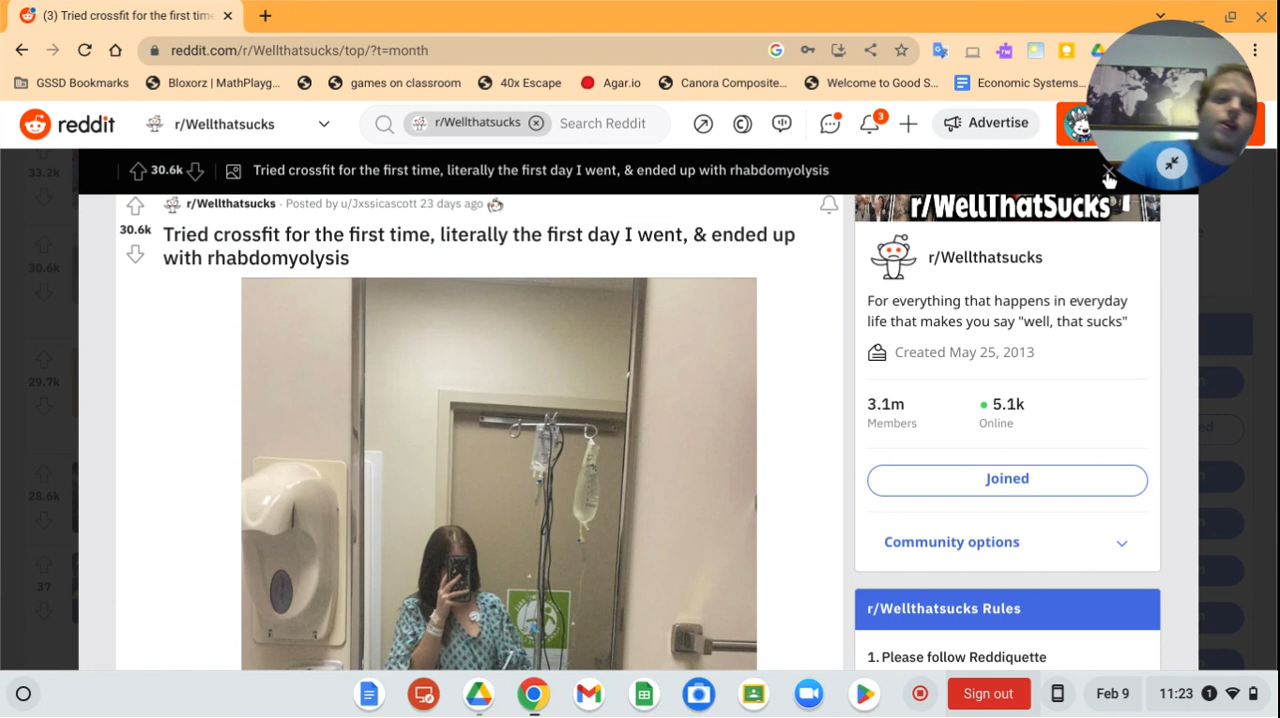 (3) Tried crossfit for the first time
reddit.com/r/Wellthatsucks/top/?t=month
GSSD Bookmarks
Bloxorz | MathPlayg...
games on classroom
40x Escape
Agar.io
Canora Composite...
Welcome to Good S...
Economic Systems...
reddit
r/Wellthatsucks
r/Wellthatsucks
Search Reddit
3
Advertise
30.6k
Tried crossfit for the first time, literally the first day I went, & ended up with rhabdomyolysis
33.2k
30.6k
29.7k
28.6k
37
r/Wellthatsucks · Posted by u/Jxssicascott 23 days ago
30.6k
Tried crossfit for the first time, literally the first day I went, & ended up
with rhabdomyolysis
r/WellThatSucks
r/Wellthatsucks
For everything that happens in everyday
life that makes you say "well, that sucks"
Created May 25, 2013
3.1m
5.1k
Members
Online
Joined
Community options
r/Wellthatsucks Rules
1. Please follow Reddiquette
Sign out
Feb 9
11:23
1